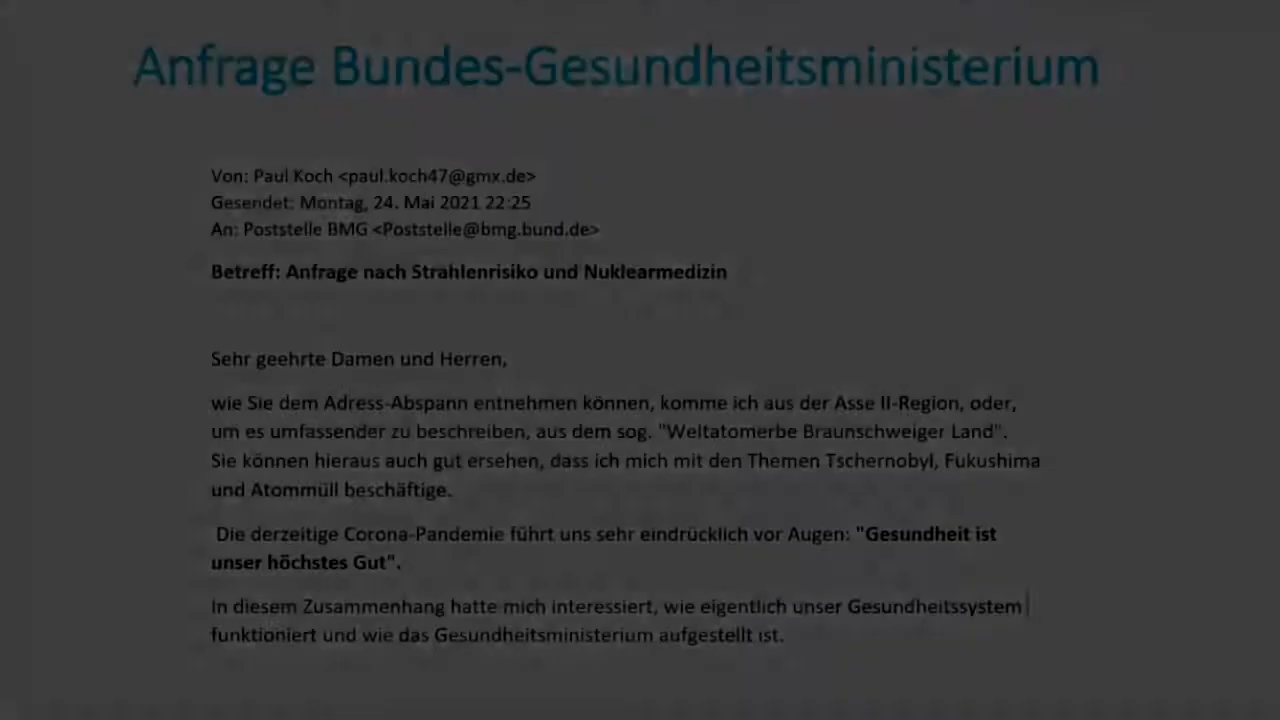 Anfrage Bundes-Gesundheitsministerium
Von: Paul Koch <paul.koch47@gmx.de>
Gesendet: Montag, 24. Mai 2021 22:25
An: Poststelle BMG <Poststelle@bmg.bund.de>
Betreff: Anfrage nach Strahlenrisiko und Nuklearmedizin
Sehr geehrte Damen und Herren,
wie Sie dem Adress-Abspann entnehmen können, komme ich aus der Asse II-Region, oder,
um es umfassender zu beschreiben, aus dem sog. "Weltatomerbe Braunschweiger Land".
Sie können hieraus auch gut ersehen, dass ich mich mit den Themen Tschernobyl, Fukushima
und Atommüll beschäftige.
Die derzeitige Corona-Pandemie führt uns sehr eindrücklich vor Augen: "Gesundheit ist
unser höchstes Gut".
In diesem Zusammenhang hatte mich interessiert, wie eigentlich unser Gesundheitssystem
funktioniert und wie das Gesundheitsministerium aufgestellt ist.